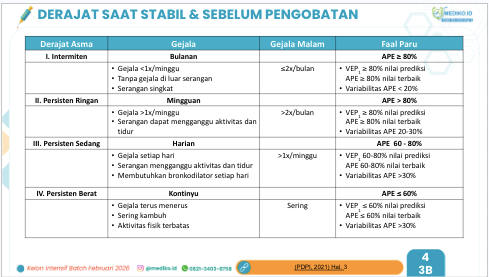 DERAJAT SAAT STABIL & SEBELUM PENGOBATAN
MEDIKO.ID
Derajat Asma Gejala Gejala Malam Faal Paru
I. Intermiten Bulanan APE ≥ 80%
• Gejala <1x/minggu ≤2x/bulan • VEP1 ≥ 80% nilai prediksi
• Tanpa gejala di luar serangan APE ≥ 80% nilai terbaik
• Serangan singkat • Variabilitas APE < 20%
II. Persisten Ringan Mingguan APE > 80%
• Gejala >1x/minggu >2x/bulan • VEP1 ≥ 80% nilai prediksi
• Serangan dapat mengganggu aktivitas dan APE ≥ 80% nilai terbaik
tidur • Variabilitas APE 20-30%
III. Persisten Sedang Harian APE 60 - 80%
• Gejala setiap hari >1x/minggu • VEP1 60-80% nilai prediksi
• Serangan mengganggu aktivitas dan tidur APE 60-80% nilai terbaik
• Membutuhkan bronkodilator setiap hari • Variabilitas APE >30%
IV. Persisten Berat Kontinyu APE ≤ 60%
• Gejala terus menerus Sering • VEP1 ≤ 60% nilai prediksi
• Sering kambuh APE ≤ 60% nilai terbaik
• Aktivitas fisik terbatas • Variabilitas APE >30%
Kelon Intensif Batch Februari 2026 @mediko.id 0821-3403-8758 (PDPI, 2021) Hal. 3
4
3B